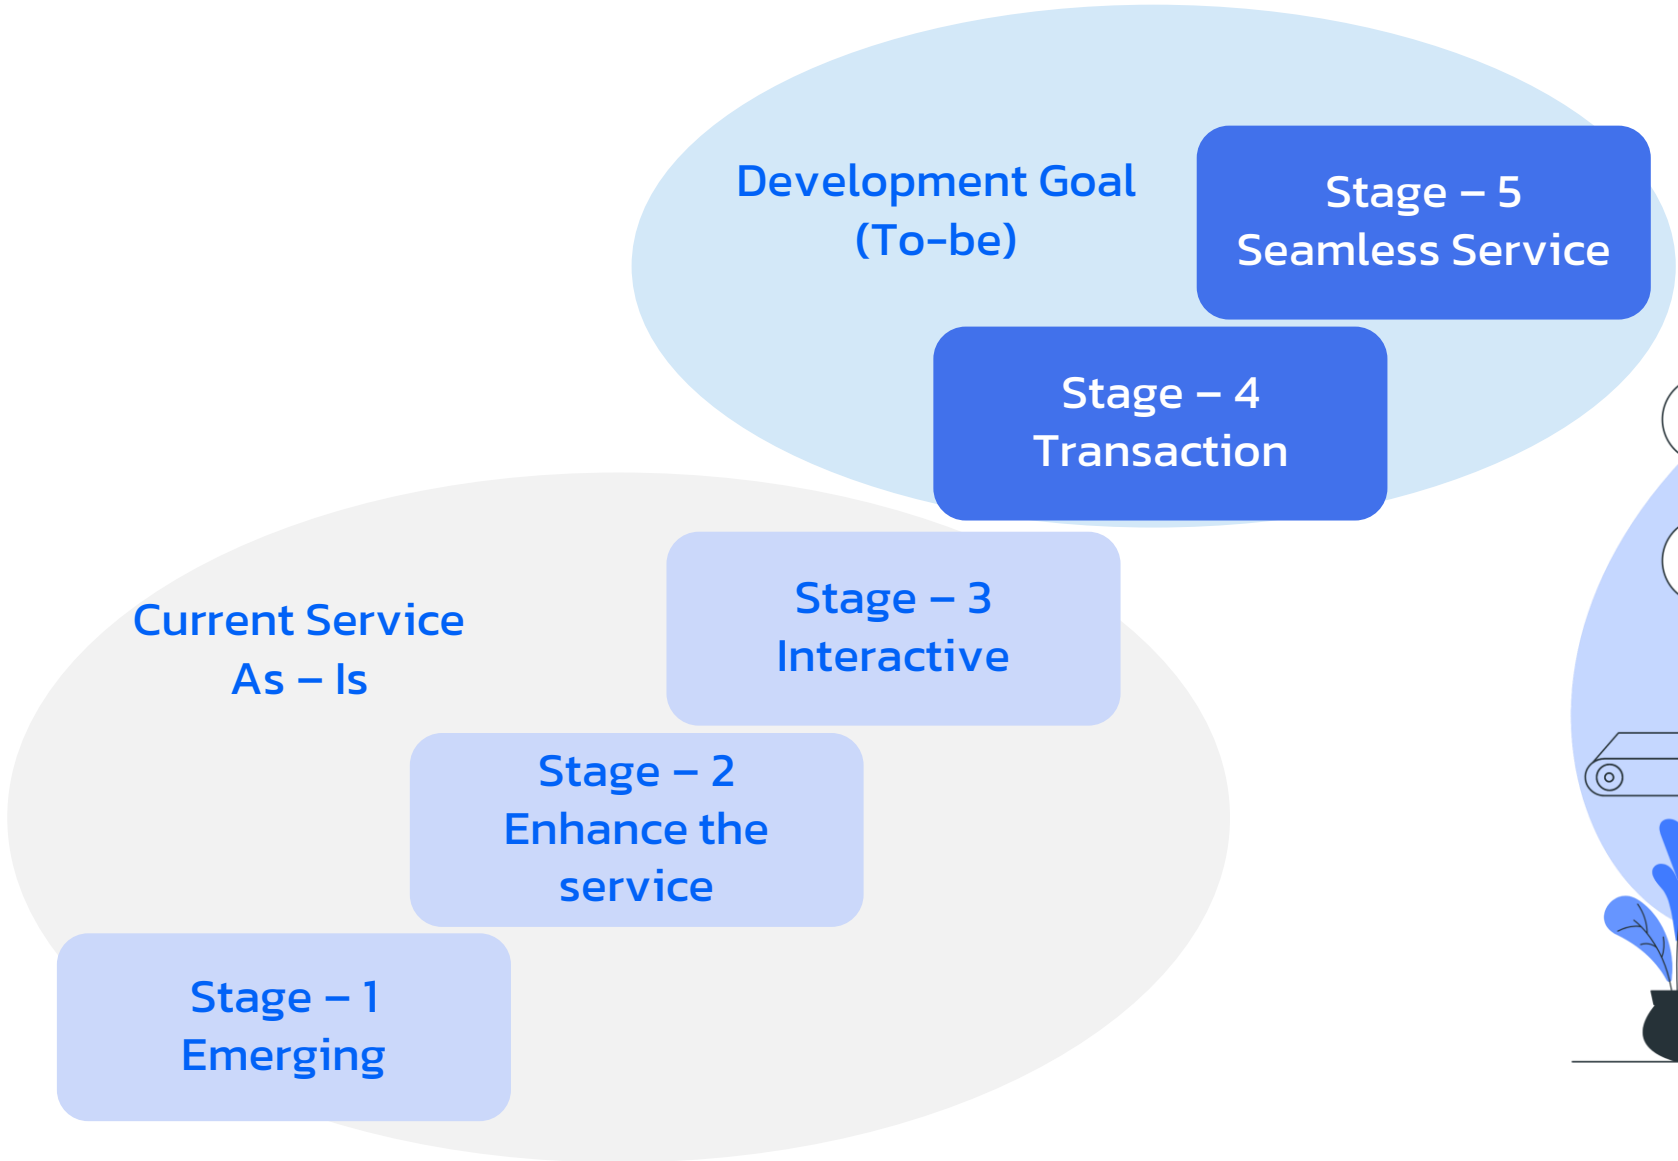 Development Goal
(To-be)
Stage – 5
Seamless Service
Stage – 4
Transaction
Current Service
As – Is
Stage – 3
Interactive
Stage – 2
Enhance the
service
Stage – 1
Emerging